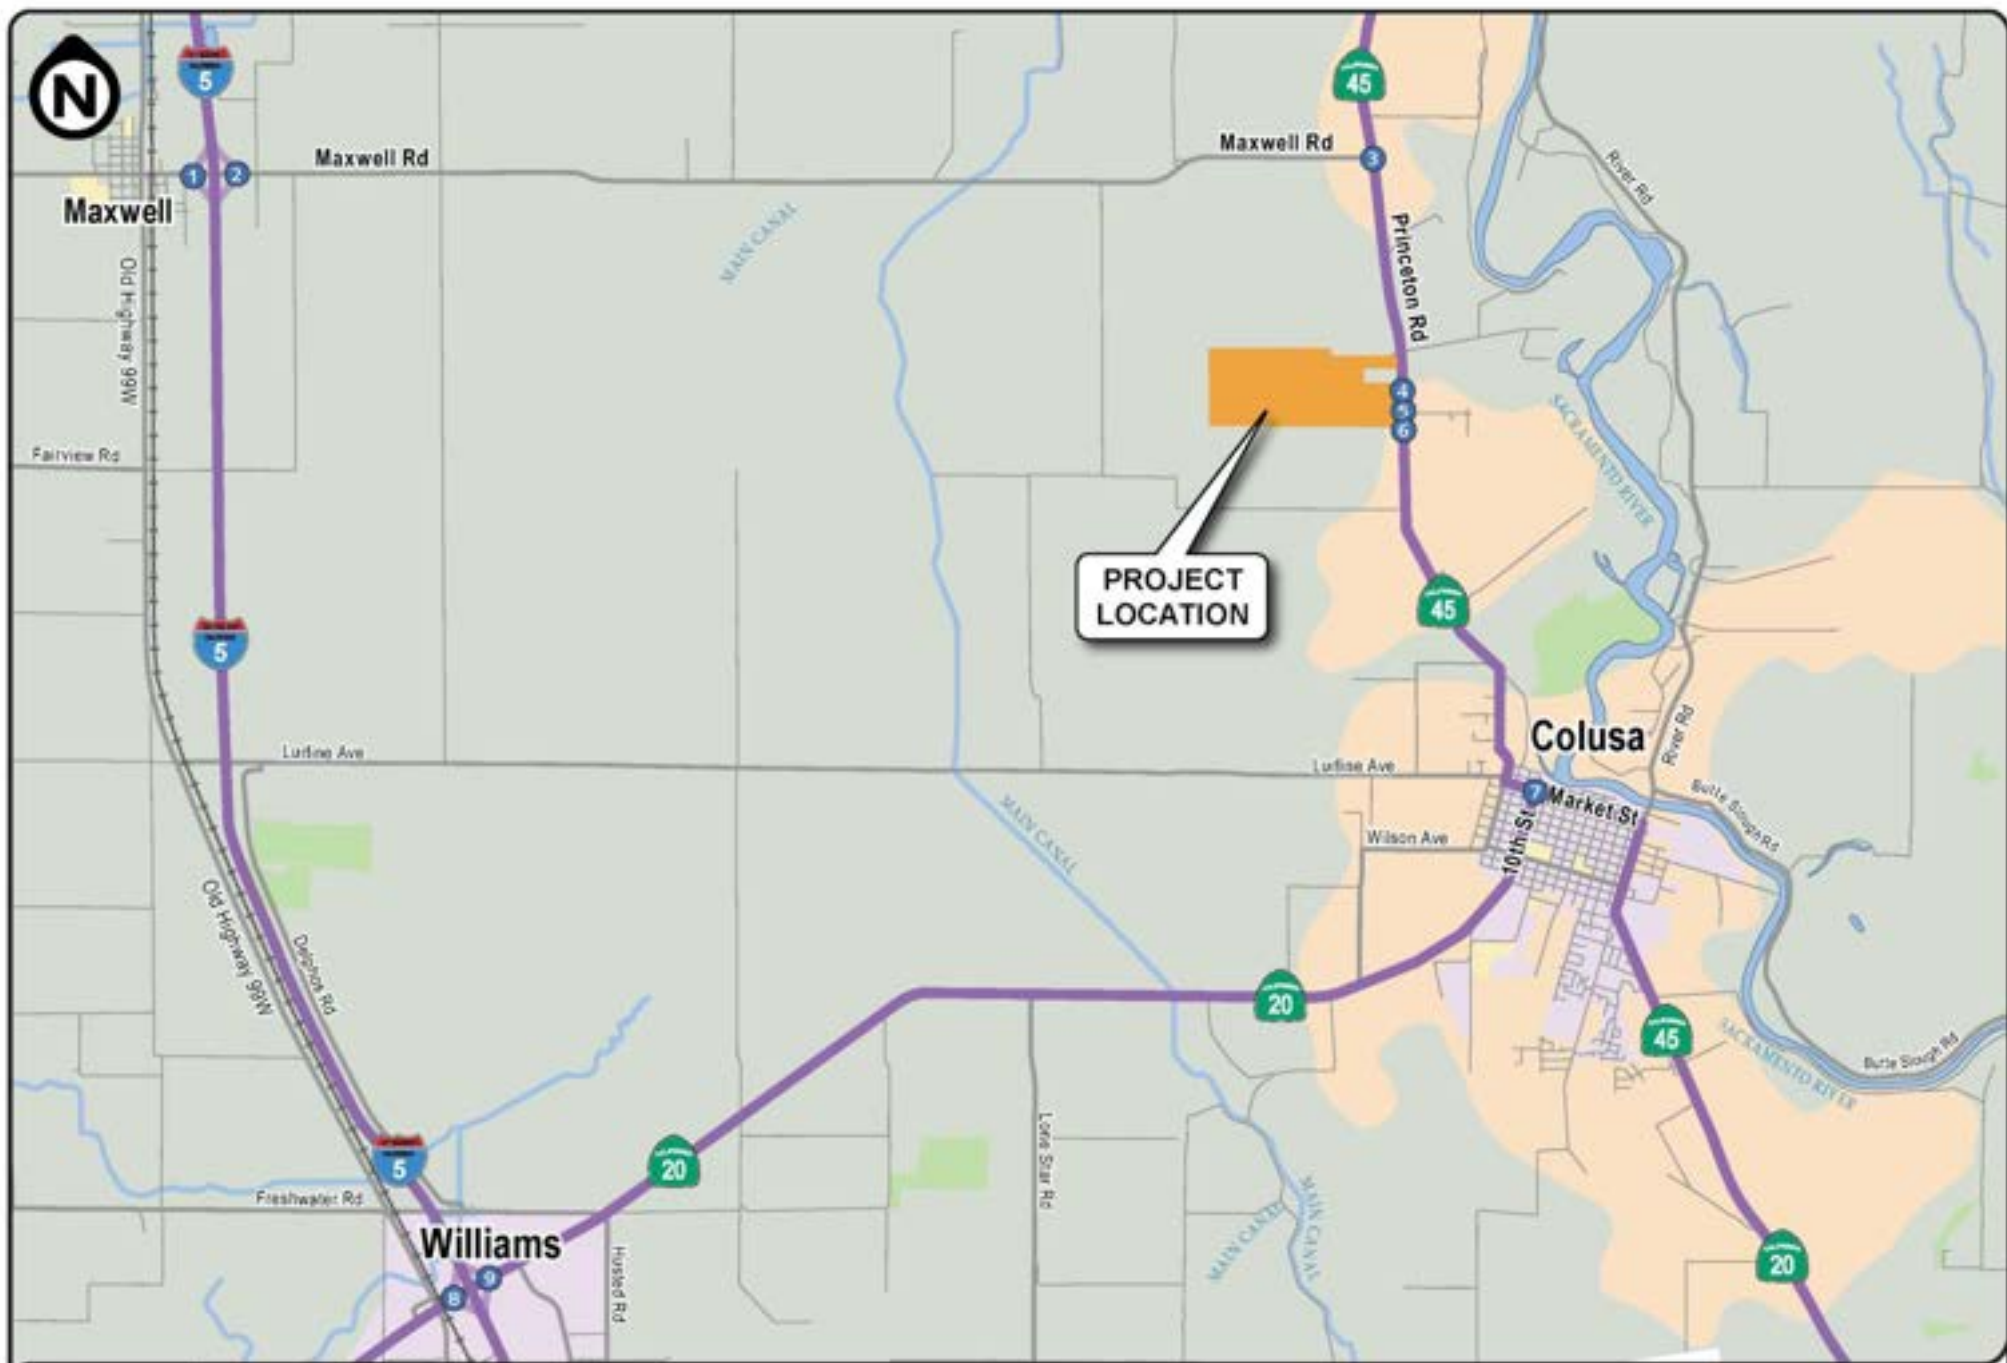 N
5
45
Maxwell Rd
Maxwell Rd
3
River Rd
1
2
Maxwell
MAIN CANAL
Princeton Rd
Old Highway 99W
4
5
6
SACRAMENTO RIVER
Fairview Rd
PROJECT
LOCATION
45
5
Colusa
River Rd
Lurline Ave
Lurline Ave
7
Market St
Butte Slough Rd
MAIN CANAL
Wilson Ave
10th St
Old Highway 99W
Delphos Rd
20
45
SACRAMENTO RIVER
Butte Slough Rd
5
20
Lone Star Rd
Freshwater Rd
MAIN CANAL
MAIN CANAL
Williams
Husted Rd
9
8
20